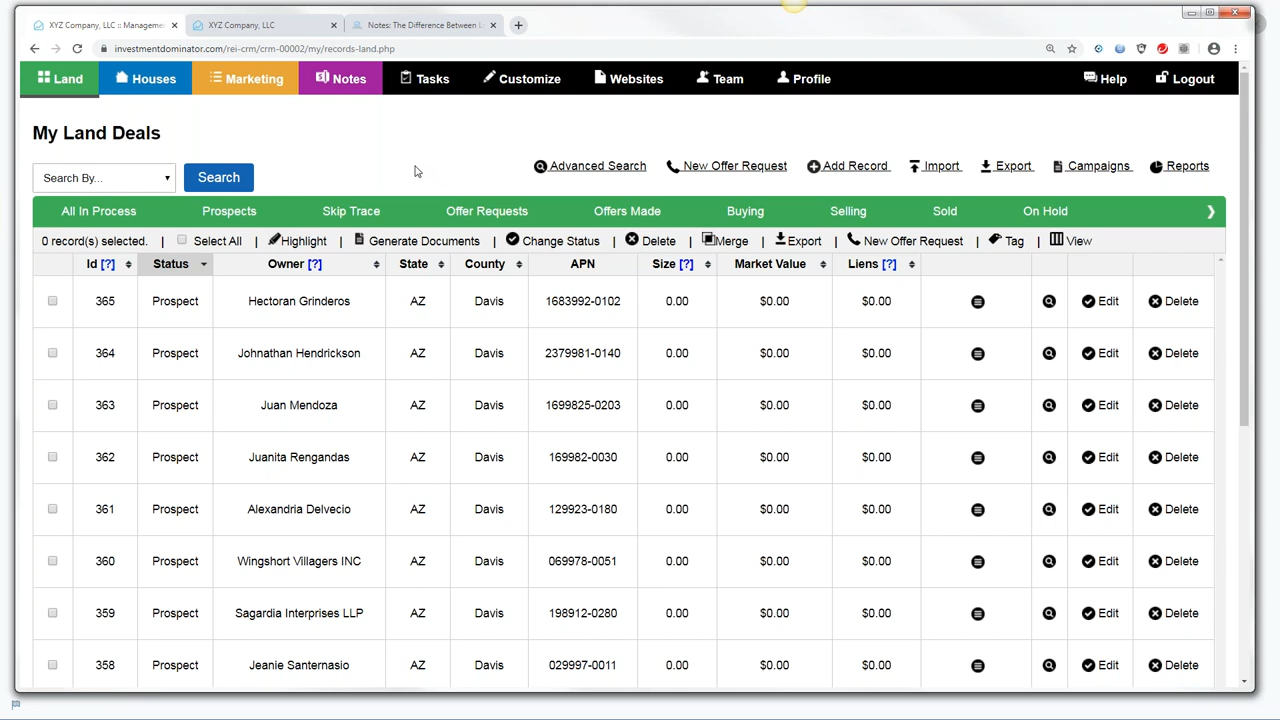 XYZ Company, LLC :: Managemen
XYZ Company, LLC
Notes: The Difference Between L
investmentdominator.com/rei-crm/crm-00002/my/records-land.php
Land Houses Marketing Notes Tasks Customize Websites Team Profile Help Logout
My Land Deals
Search By... Search
Advanced Search New Offer Request Add Record Import Export Campaigns Reports
All In Process Prospects Skip Trace Offer Requests Offers Made Buying Selling Sold On Hold
0 record(s) selected. | Select All | Highlight | Generate Documents | Change Status | Delete | Merge | Export | New Offer Request | Tag | View
Id [?] Status Owner [?] State County APN Size [?] Market Value Liens [?]
365 Prospect Hectoran Grinderos AZ Davis 1683992-0102 0.00 $0.00 $0.00 Edit Delete
364 Prospect Johnathan Hendrickson AZ Davis 2379981-0140 0.00 $0.00 $0.00 Edit Delete
363 Prospect Juan Mendoza AZ Davis 1699825-0203 0.00 $0.00 $0.00 Edit Delete
362 Prospect Juanita Rengandas AZ Davis 169982-0030 0.00 $0.00 $0.00 Edit Delete
361 Prospect Alexandria Delvecio AZ Davis 129923-0180 0.00 $0.00 $0.00 Edit Delete
360 Prospect Wingshort Villagers INC AZ Davis 069978-0051 0.00 $0.00 $0.00 Edit Delete
359 Prospect Sagardia Interprises LLP AZ Davis 198912-0280 0.00 $0.00 $0.00 Edit Delete
358 Prospect Jeanie Santernasio AZ Davis 029997-0011 0.00 $0.00 $0.00 Edit Delete